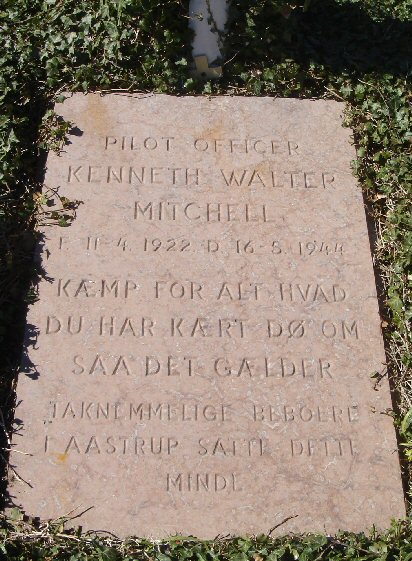 PILOT OFFICER
KENNETH WALTER
MITCHELL
F. 11-4. 1922. D. 16-8. 1944
KÆMP FOR ALT HVAD
DU HAR KÆRT DØ OM
SAA DET GÆLDER
TAKNEMMELIGE BEBOERE
I AASTRUP SATTE DETTE
MINDE